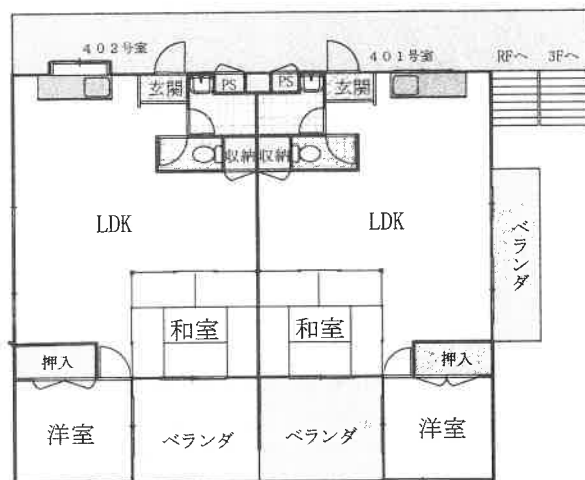 402号室
401号室
RFへ
3Fへ
玄関
PS
PS
玄関
収納
収納
LDK
LDK
ベランダ
和室
和室
押入
押入
洋室
ベランダ
ベランダ
洋室